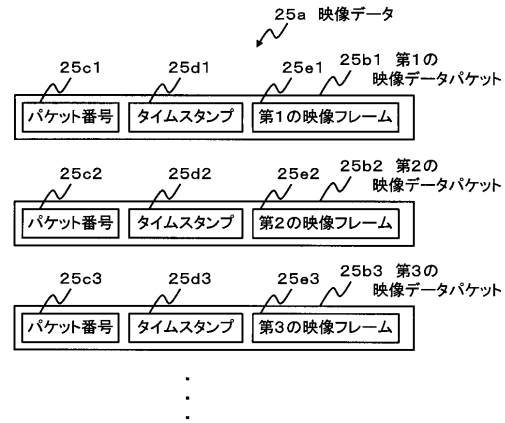 25a 映像データ
25c1 25d1 25e1 25b1 第1の
映像データパケット
パケット番号 タイムスタンプ 第1の映像フレーム
25c2 25d2 25e2 25b2 第2の
映像データパケット
パケット番号 タイムスタンプ 第2の映像フレーム
25c3 25d3 25e3 25b3 第3の
映像データパケット
パケット番号 タイムスタンプ 第3の映像フレーム